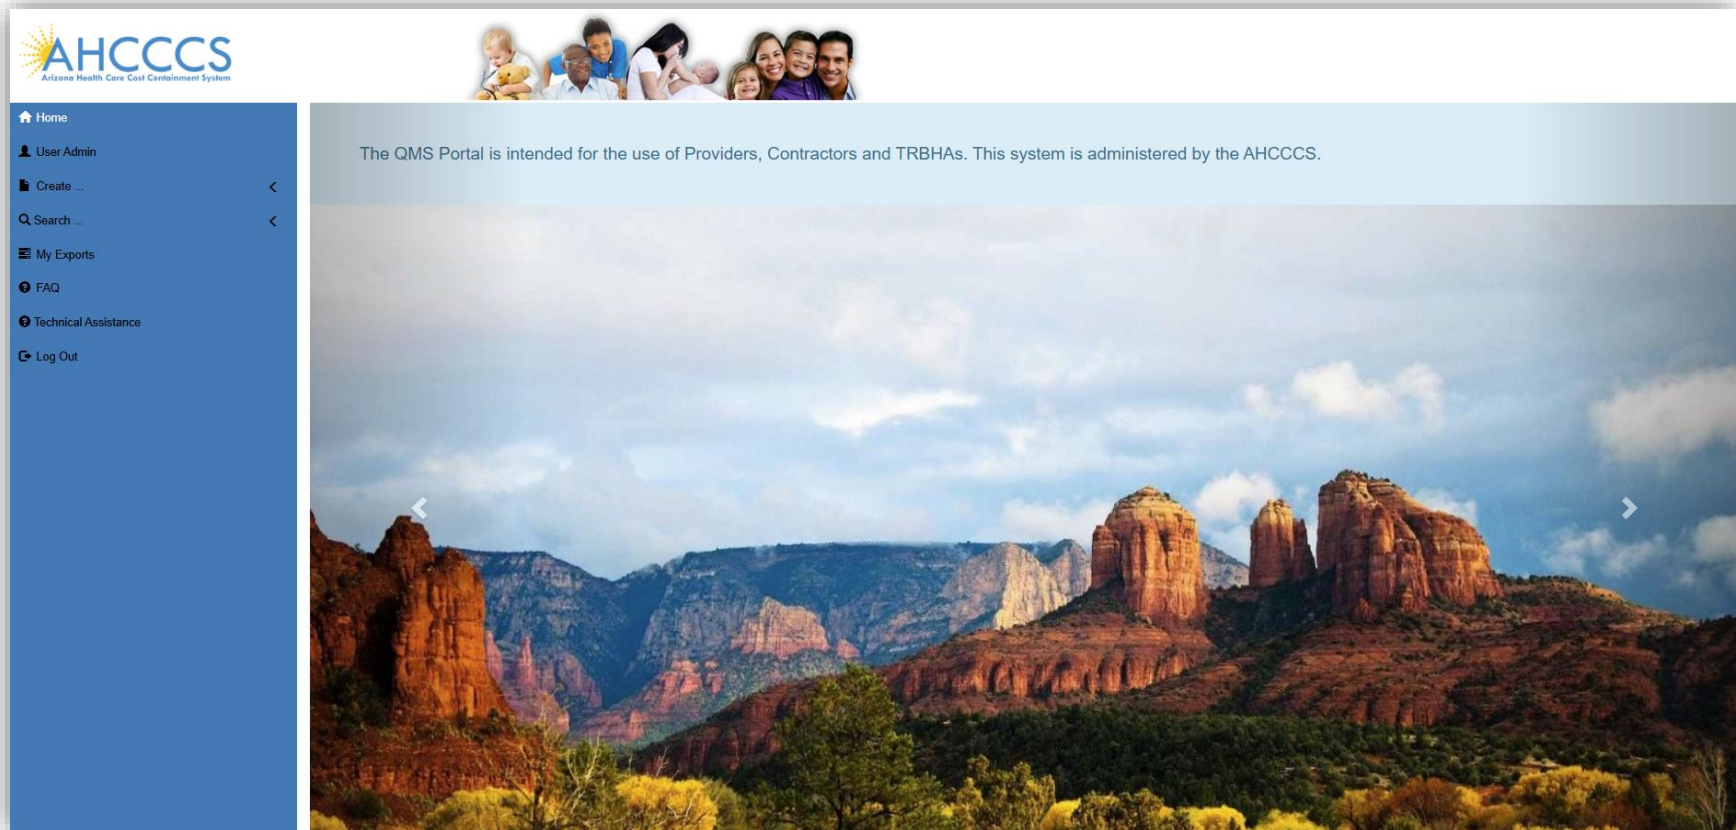 AHCCCS
Arizona Health Care Cost Containment System
Home
User Admin
Create ...
Search ...
My Exports
FAQ
Technical Assistance
Log Out
The QMS Portal is intended for the use of Providers, Contractors and TRBHAs. This system is administered by the AHCCCS.